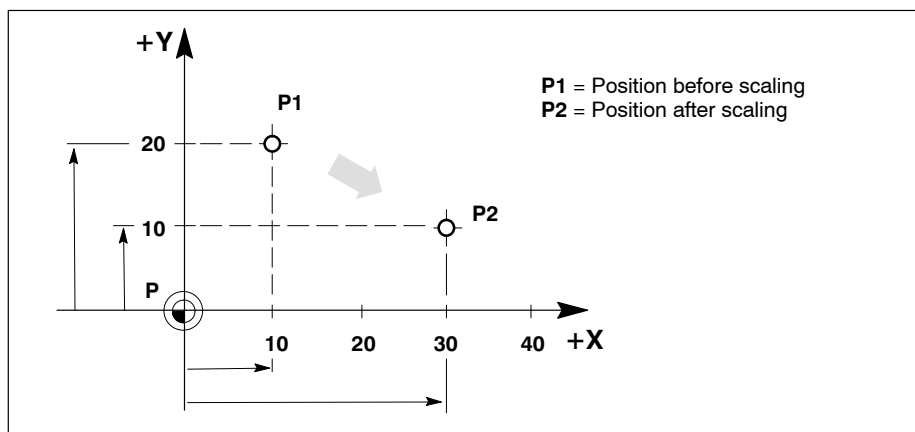 +Y
P1
P1 = Position before scaling
P2 = Position after scaling
20
P2
10
P
10 20 30 40 +X